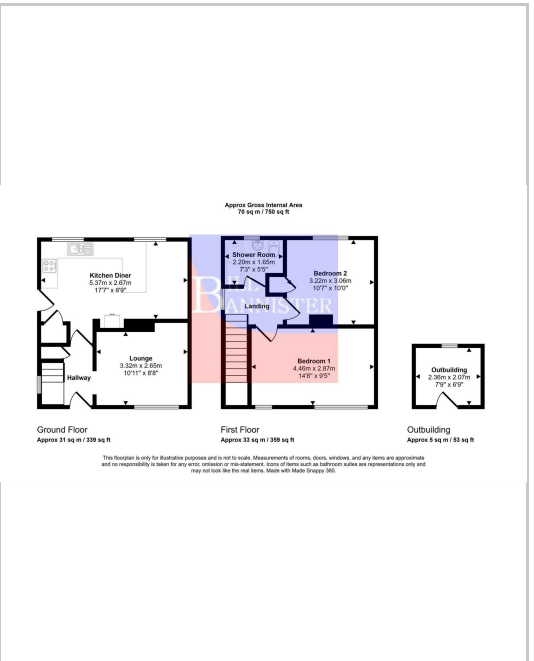 Approx Gross Internal Area
70 sq m / 750 sq ft
Kitchen Diner
5.37m x 2.67m
17'7" x 8'9"
Lounge
3.32m x 2.65m
10'11" x 8'8"
Hallway
Shower Room
2.20m x 1.65m
7'3" x 5'5"
Bedroom 2
3.22m x 3.06m
10'7" x 10'0"
BILL
BANNISTER
Landing
Bedroom 1
4.46m x 2.87m
14'8" x 9'5"
Outbuilding
2.36m x 2.07m
7'9" x 6'9"
Ground Floor
Approx 31 sq m / 339 sq ft
First Floor
Approx 33 sq m / 359 sq ft
Outbuilding
Approx 5 sq m / 53 sq ft
This floorplan is only for illustrative purposes and is not to scale. Measurements of rooms, doors, windows, and any items are approximate
and no responsibility is taken for any error, omission or mis-statement. Icons of items such as bathroom suites are representations only and
may not look like the real items. Made with Made Snappy 360.